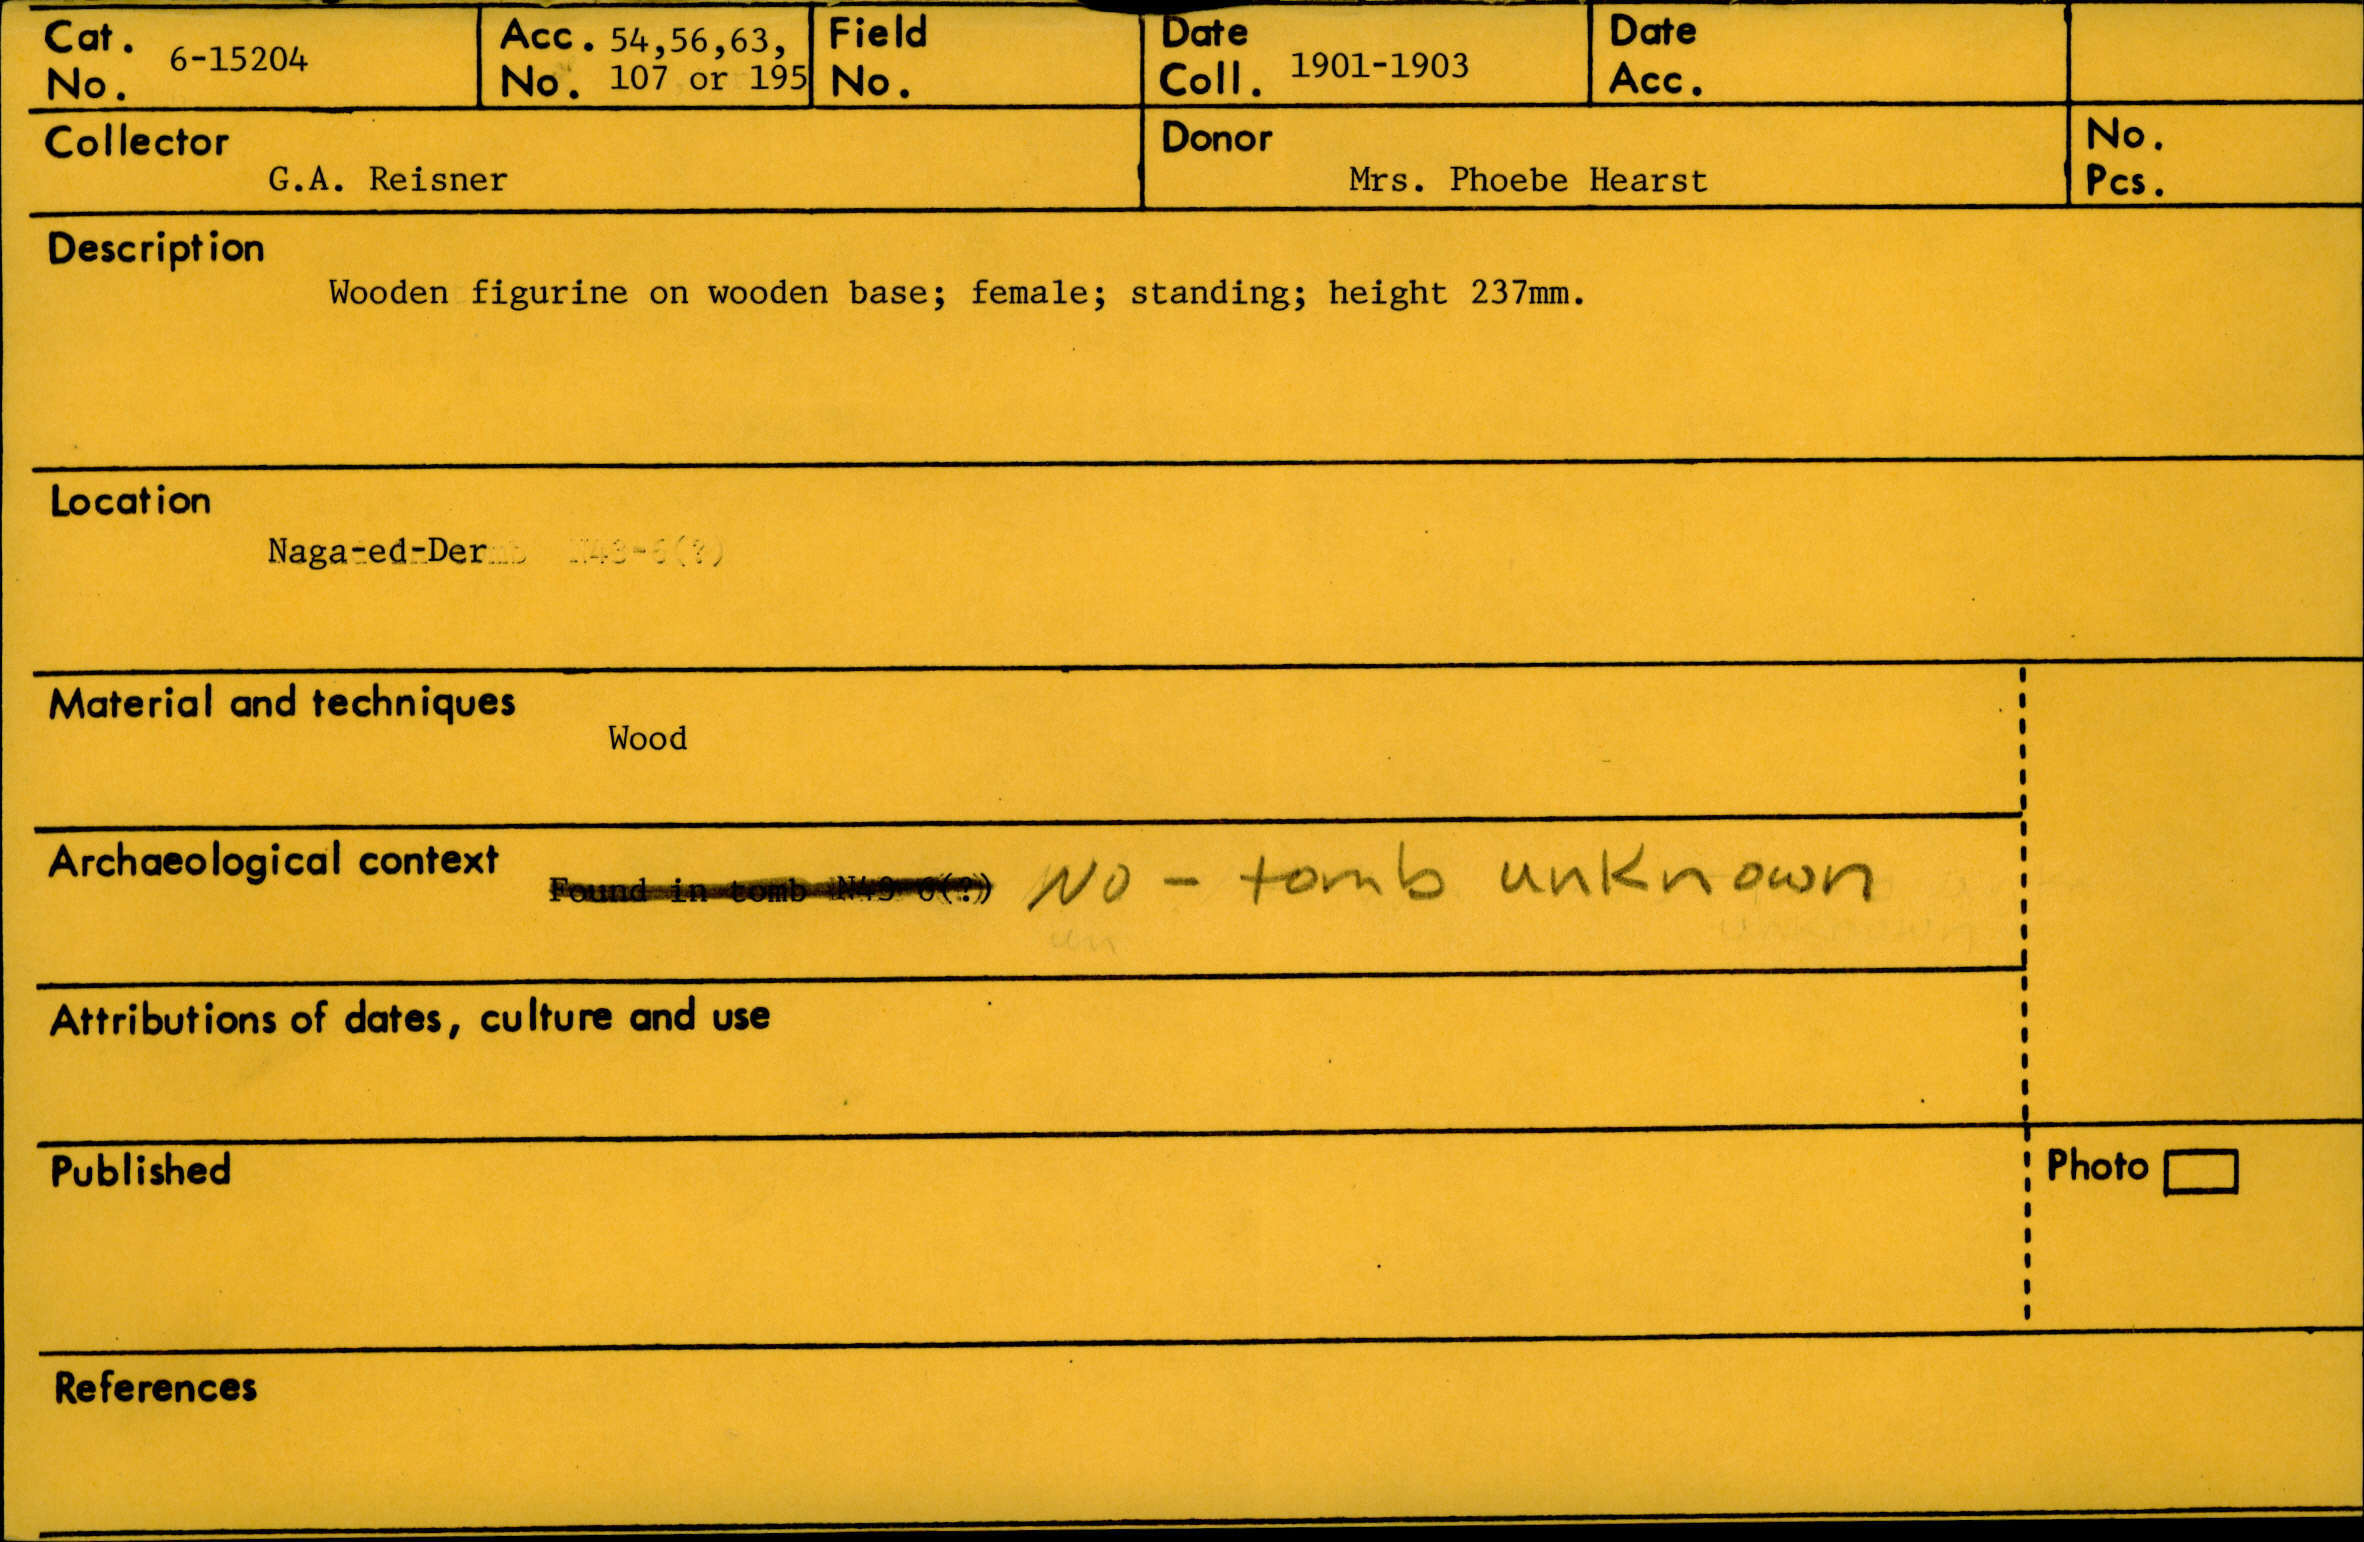 Cat. No. 6-15204
Acc. No. 54,56,63, 107 or 195
Field No.
Date Coll. 1901-1903
Date Acc.
Collector
G.A. Reisner
Donor
Mrs. Phoebe Hearst
No. Pcs.
Description
Wooden figurine on wooden base; female; standing; height 237mm.
Location
Naga-ed-Der N43-6(?)
Material and techniques
Wood
Archaeological context
Found in tomb (?) No - tomb unknown
un unknown
Attributions of dates, culture and use
Published
Photo
References